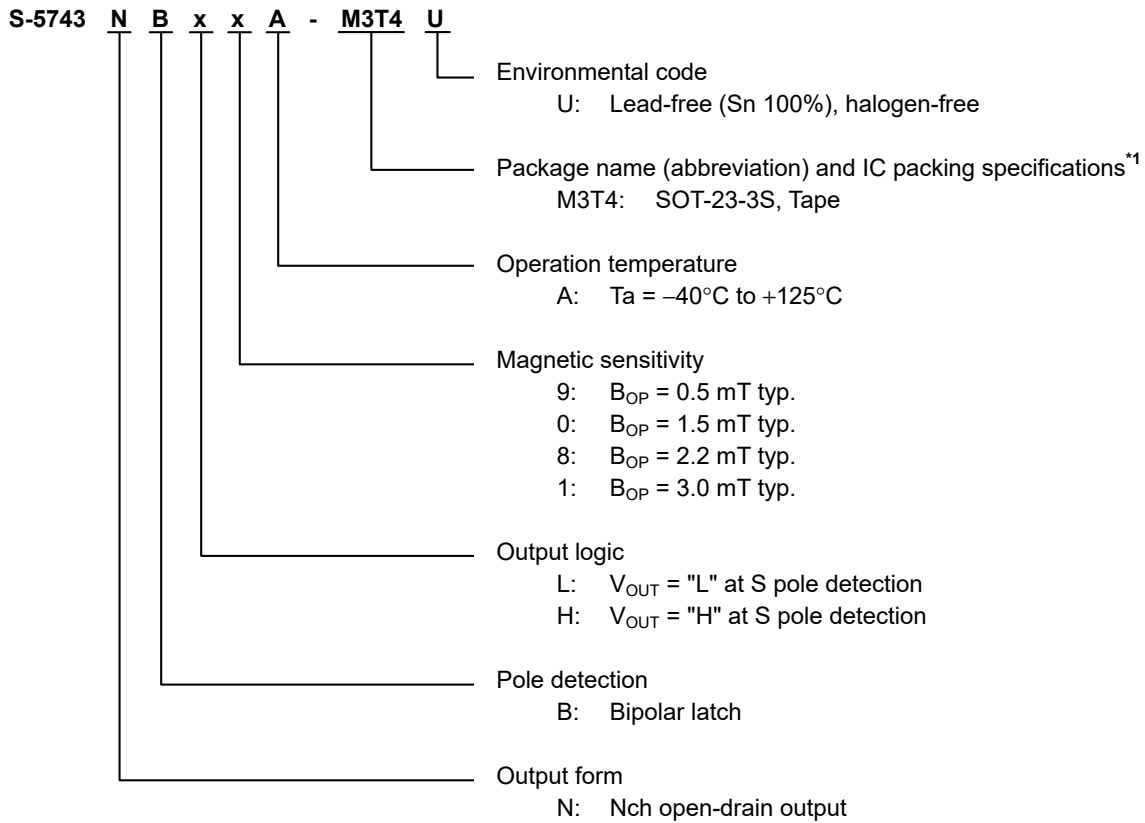 S-5743 N B x x A - M3T4 U
Environmental code
U: Lead-free (Sn 100%), halogen-free
Package name (abbreviation) and IC packing specifications*1
M3T4: SOT-23-3S, Tape
Operation temperature
A: Ta = −40°C to +125°C
Magnetic sensitivity
9: BOP = 0.5 mT typ.
0: BOP = 1.5 mT typ.
8: BOP = 2.2 mT typ.
1: BOP = 3.0 mT typ.
Output logic
L: VOUT = "L" at S pole detection
H: VOUT = "H" at S pole detection
Pole detection
B: Bipolar latch
Output form
N: Nch open-drain output